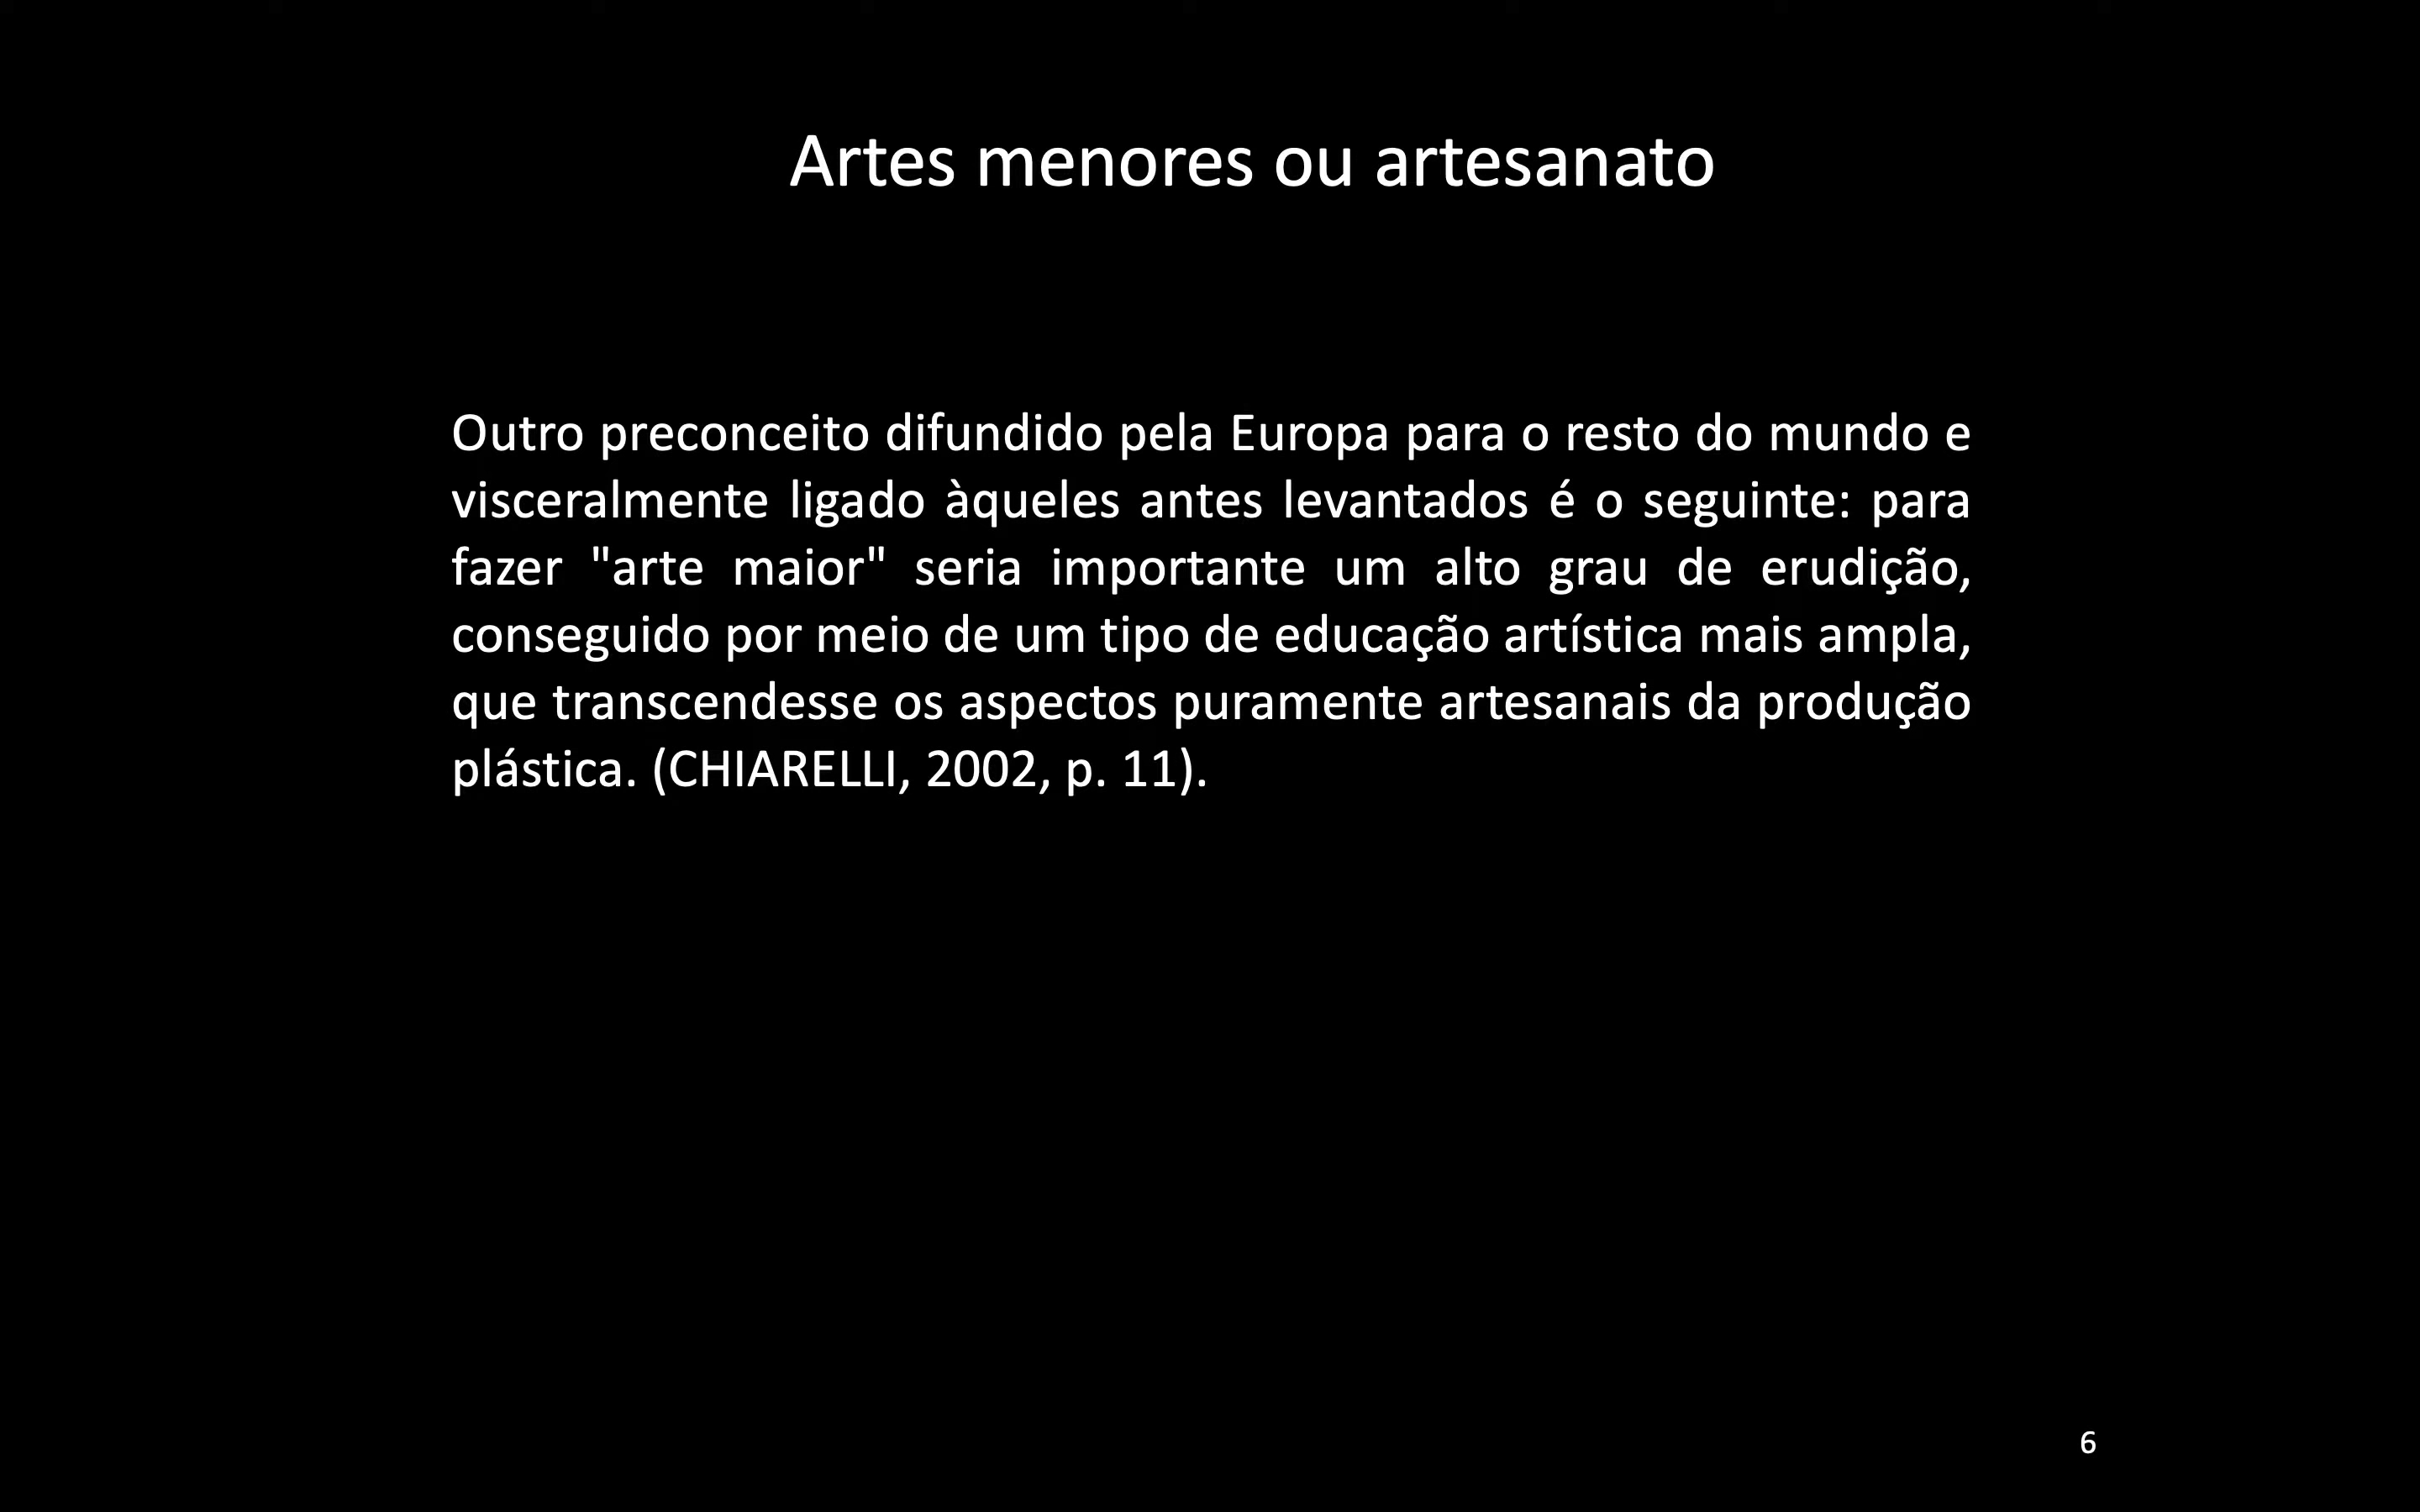 Artes menores ou artesanato
Outro preconceito difundido pela Europa para o resto do mundo e
visceralmente ligado àqueles antes levantados é o seguinte: para
fazer "arte maior" seria importante um alto grau de erudição,
conseguido por meio de um tipo de educação artística mais ampla,
que transcendesse os aspectos puramente artesanais da produção
plástica. (CHIARELLI, 2002, p. 11).
6